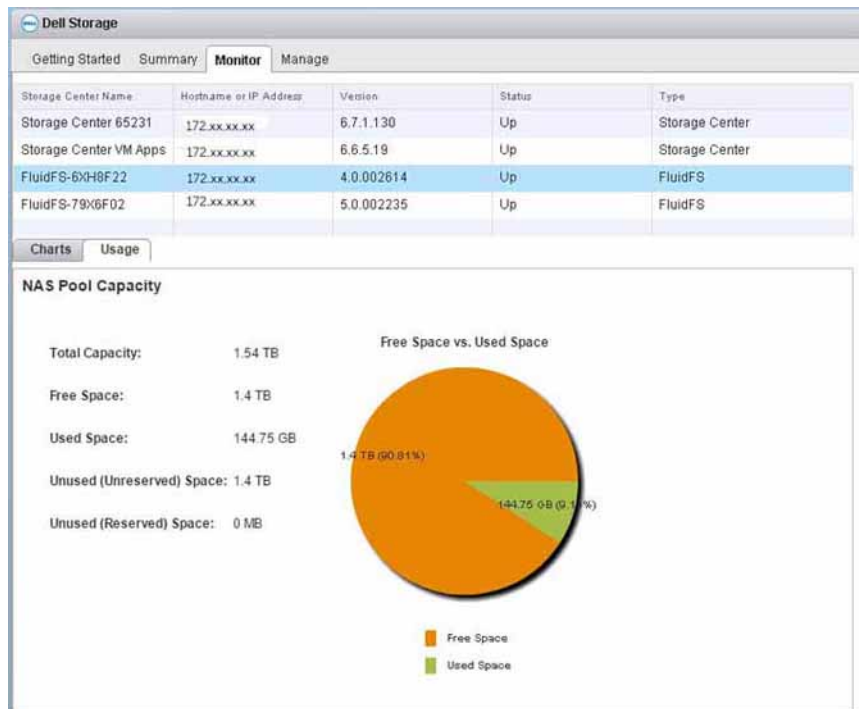 DELL Dell Storage
Getting Started Summary Monitor Manage
Storage Center Name Hostname or IP Address Version Status Type
Storage Center 65231 172.xx.xx.xx 6.7.1.130 Up Storage Center
Storage Center VM Apps 172.xx.xx.xx 6.6.5.19 Up Storage Center
FluidFS-6XH8F22 172.xx.xx.xx 4.0.002614 Up FluidFS
FluidFS-79X6F02 172.xx.xx.xx 5.0.002235 Up FluidFS
Charts Usage
NAS Pool Capacity
Free Space vs. Used Space
Total Capacity: 1.54 TB
Free Space: 1.4 TB
Used Space: 144.75 GB
1.4 TB (90.81%)
Unused (Unreserved) Space: 1.4 TB
144.75 GB
Unused (Reserved) Space: 0 MB
Free Space
Used Space